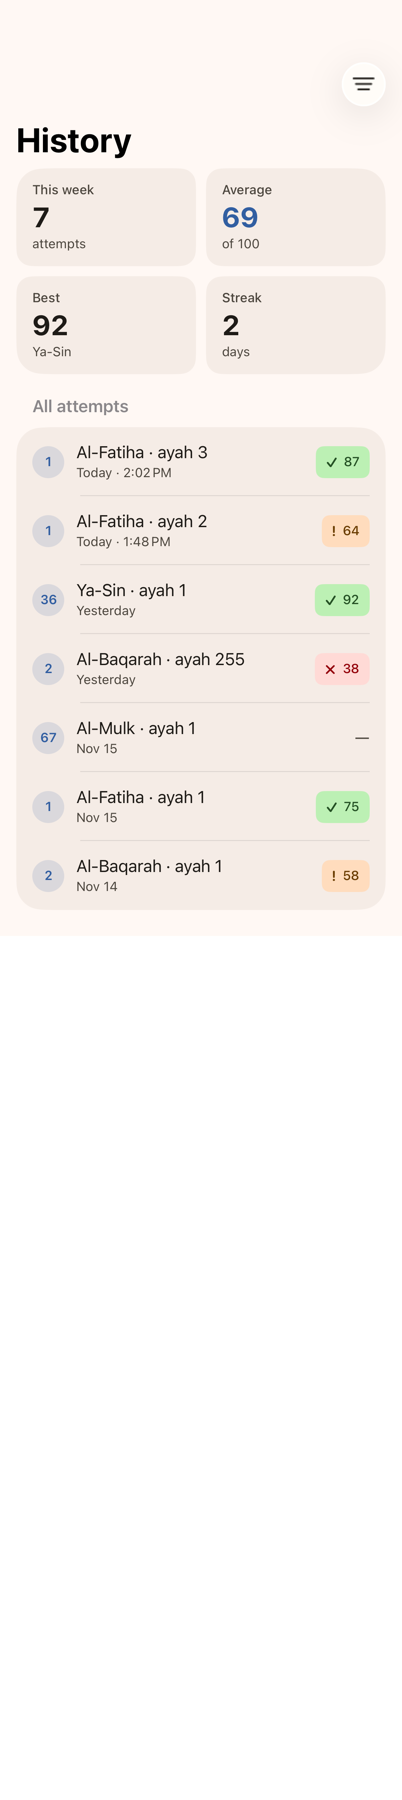 History
This week
7
attempts
Average
69
of 100
Best
92
Ya-Sin
Streak
2
days
All attempts
1
Al-Fatiha · ayah 3
Today · 2:02 PM
87
1
Al-Fatiha · ayah 2
Today · 1:48 PM
! 64
36
Ya-Sin · ayah 1
Yesterday
92
2
Al-Baqarah · ayah 255
Yesterday
38
67
Al-Mulk · ayah 1
Nov 15
—
1
Al-Fatiha · ayah 1
Nov 15
75
2
Al-Baqarah · ayah 1
Nov 14
! 58